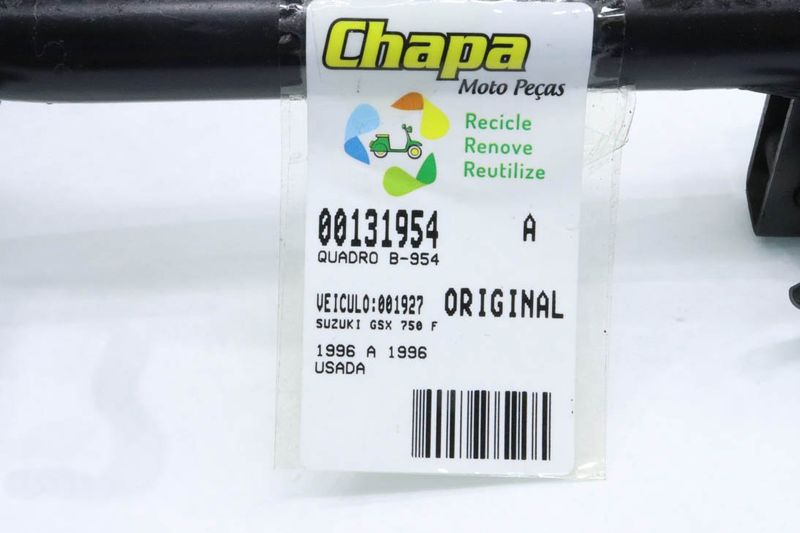 Chapa
Moto Peças
Recicle
Renove
Reutilize
00131954 A
QUADRO B-954
VEICULO:001927 ORIGINAL
SUZUKI GSX 750 F
1996 A 1996
USADA